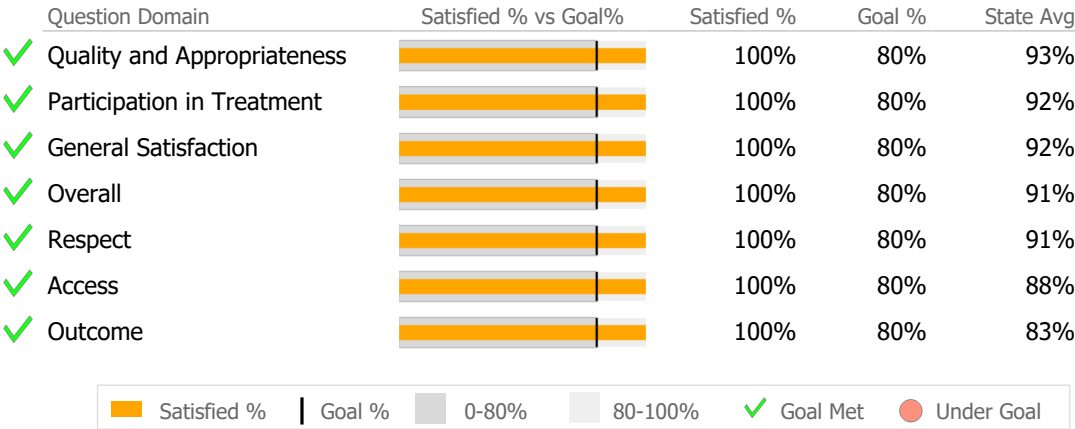 Question Domain Satisfied % vs Goal% Satisfied % Goal % State Avg
Quality and Appropriateness 100% 80% 93%
Participation in Treatment 100% 80% 92%
General Satisfaction 100% 80% 92%
Overall 100% 80% 91%
Respect 100% 80% 91%
Access 100% 80% 88%
Outcome 100% 80% 83%
Satisfied % Goal % 0-80% 80-100% Goal Met Under Goal